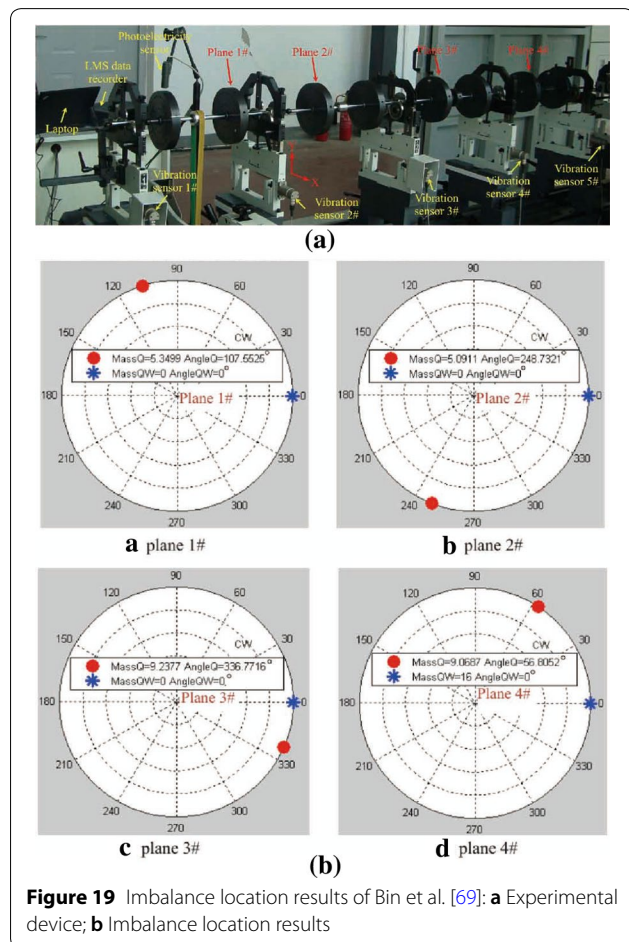 Photoelectricite
sensor
LMS data
recorder
Laptop
Plane 1#
Plane 2#
Plane 3#
Plane 4#
Y
X
Vibration
sensor 1#
Vibration
sensor 2#
Vibration
sensor 3#
Vibration
sensor 4#
Vibration
sensor 5#
(a)
90
120 60
150 30
CW
MassQ=5.3499 AngleQ=107.5525°
MassQW=0 AngleQW=0°
180 Plane 1# 0
210 330
240 300
270
a plane 1#
90
120 60
150 30
CW
MassQ=5.0911 AngleQ=248.7321°
MassQW=0 AngleQW=0°
180 Plane 2# 0
210 330
240 300
270
b plane 2#
90
120 60
150 30
CW
MassQ=9.2377 AngleQ=336.7716°
MassQW=0 AngleQW=0°
180 Plane 3# 0
210 330
240 300
270
c plane 3#
90
120 60
150 30
CW
MassQ=9.0687 AngleQ=56.8052°
MassQW=16 AngleQW=0°
180 Plane 4# 0
210 330
240 300
270
d plane 4#
(b)
Figure 19 Imbalance location results of Bin et al. [69]: a Experimental
device; b Imbalance location results